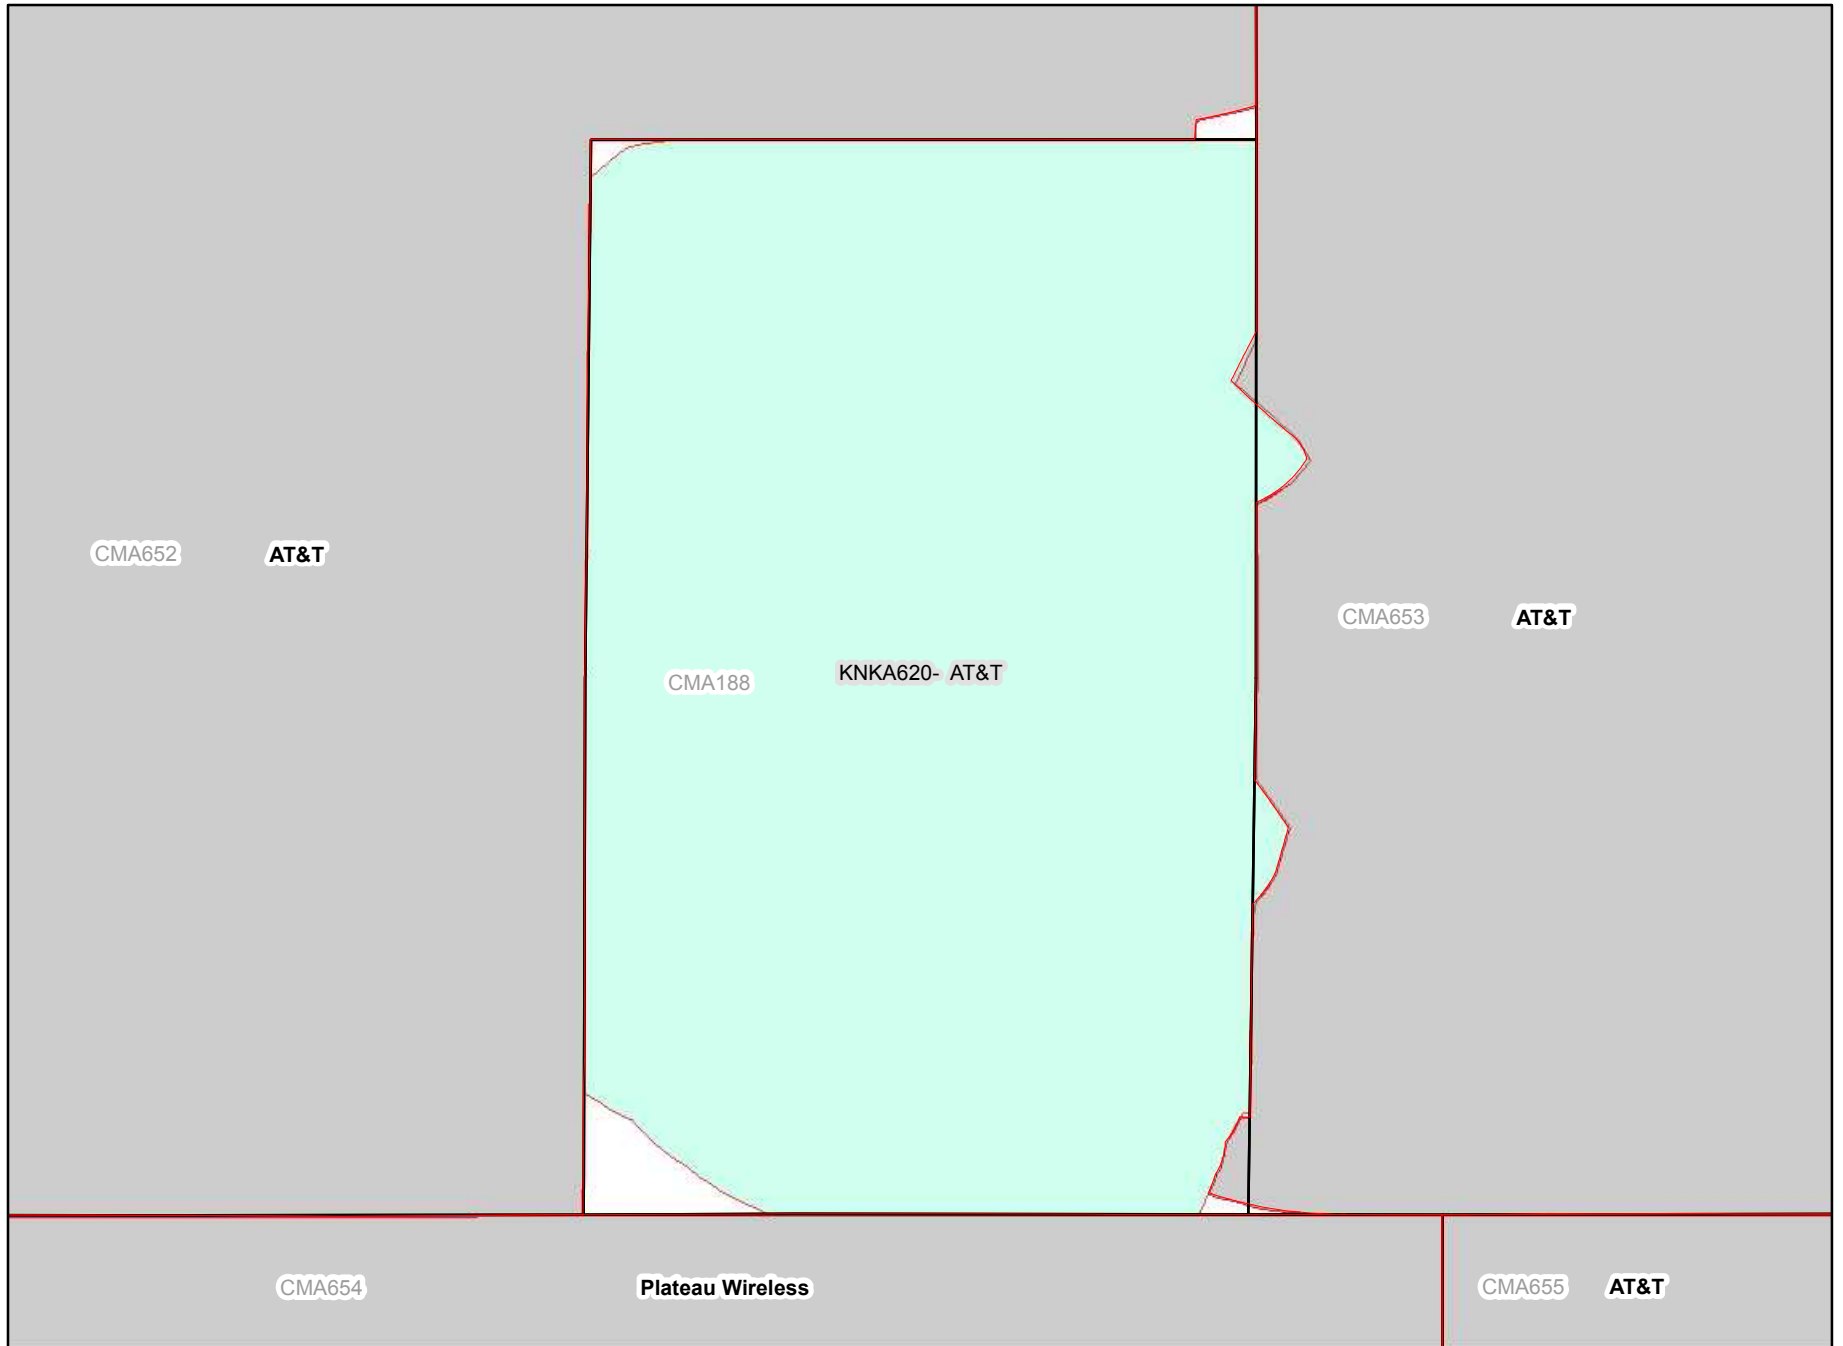 CMA652 AT&T
CMA653 AT&T
CMA188 KNKA620- AT&T
CMA654 Plateau Wireless
CMA655 AT&T